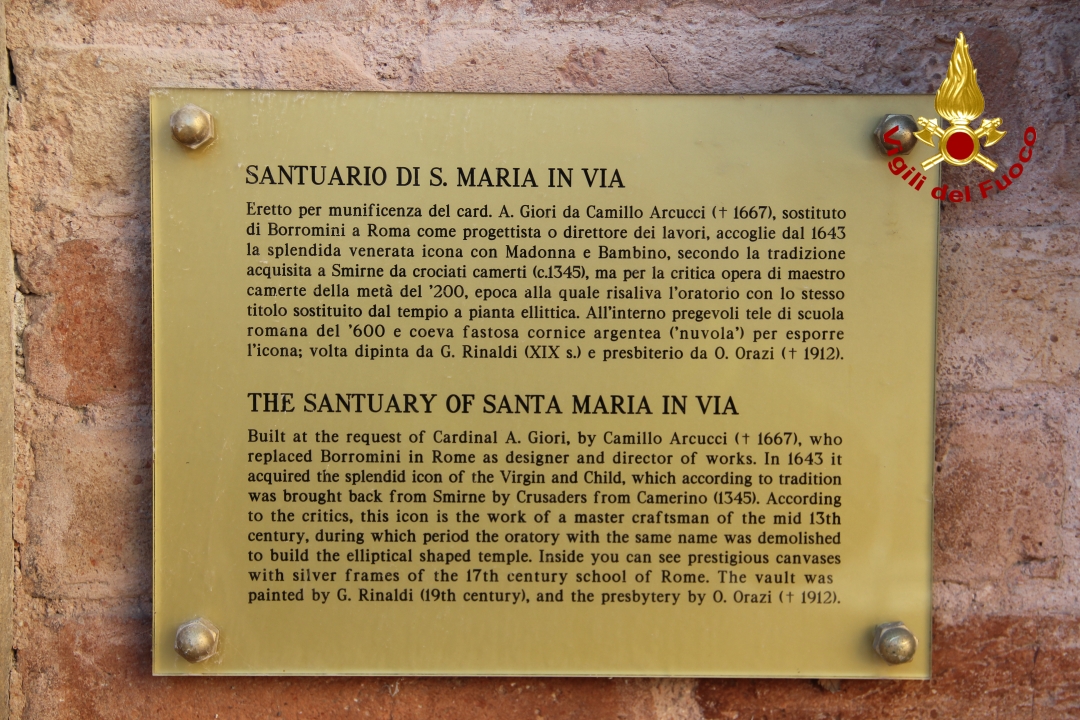 SANTUARIO DI S. MARIA IN VIA
Eretto per munificenza del card. A. Giori da Camillo Arcucci († 1667), sostituto
di Borromini a Roma come progettista o direttore dei lavori, accoglie dal 1643
la splendida venerata icona con Madonna e Bambino, secondo la tradizione
acquisita a Smirne da crociati camerti (c.1345), ma per la critica opera di maestro
camerte della metà del '200, epoca alla quale risaliva l'oratorio con lo stesso
titolo sostituito dal tempio a pianta ellittica. All'interno pregevoli tele di scuola
romana del '600 e coeva fastosa cornice argentea ('nuvola') per esporre
l'icona; volta dipinta da G. Rinaldi (XIX s.) e presbiterio da O. Orazi († 1912).
THE SANTUARY OF SANTA MARIA IN VIA
Built at the request of Cardinal A. Giori, by Camillo Arcucci († 1667), who
replaced Borromini in Rome as designer and director of works. In 1643 it
acquired the splendid icon of the Virgin and Child, which according to tradition
was brought back from Smirne by Crusaders from Camerino (1345). According
to the critics, this icon is the work of a master craftsman of the mid 13th
century, during which period the oratory with the same name was demolished
to build the elliptical shaped temple. Inside you can see prestigious canvases
with silver frames of the 17th century school of Rome. The vault was
painted by G. Rinaldi (19th century), and the presbytery by O. Orazi († 1912).
Vigili del Fuoco